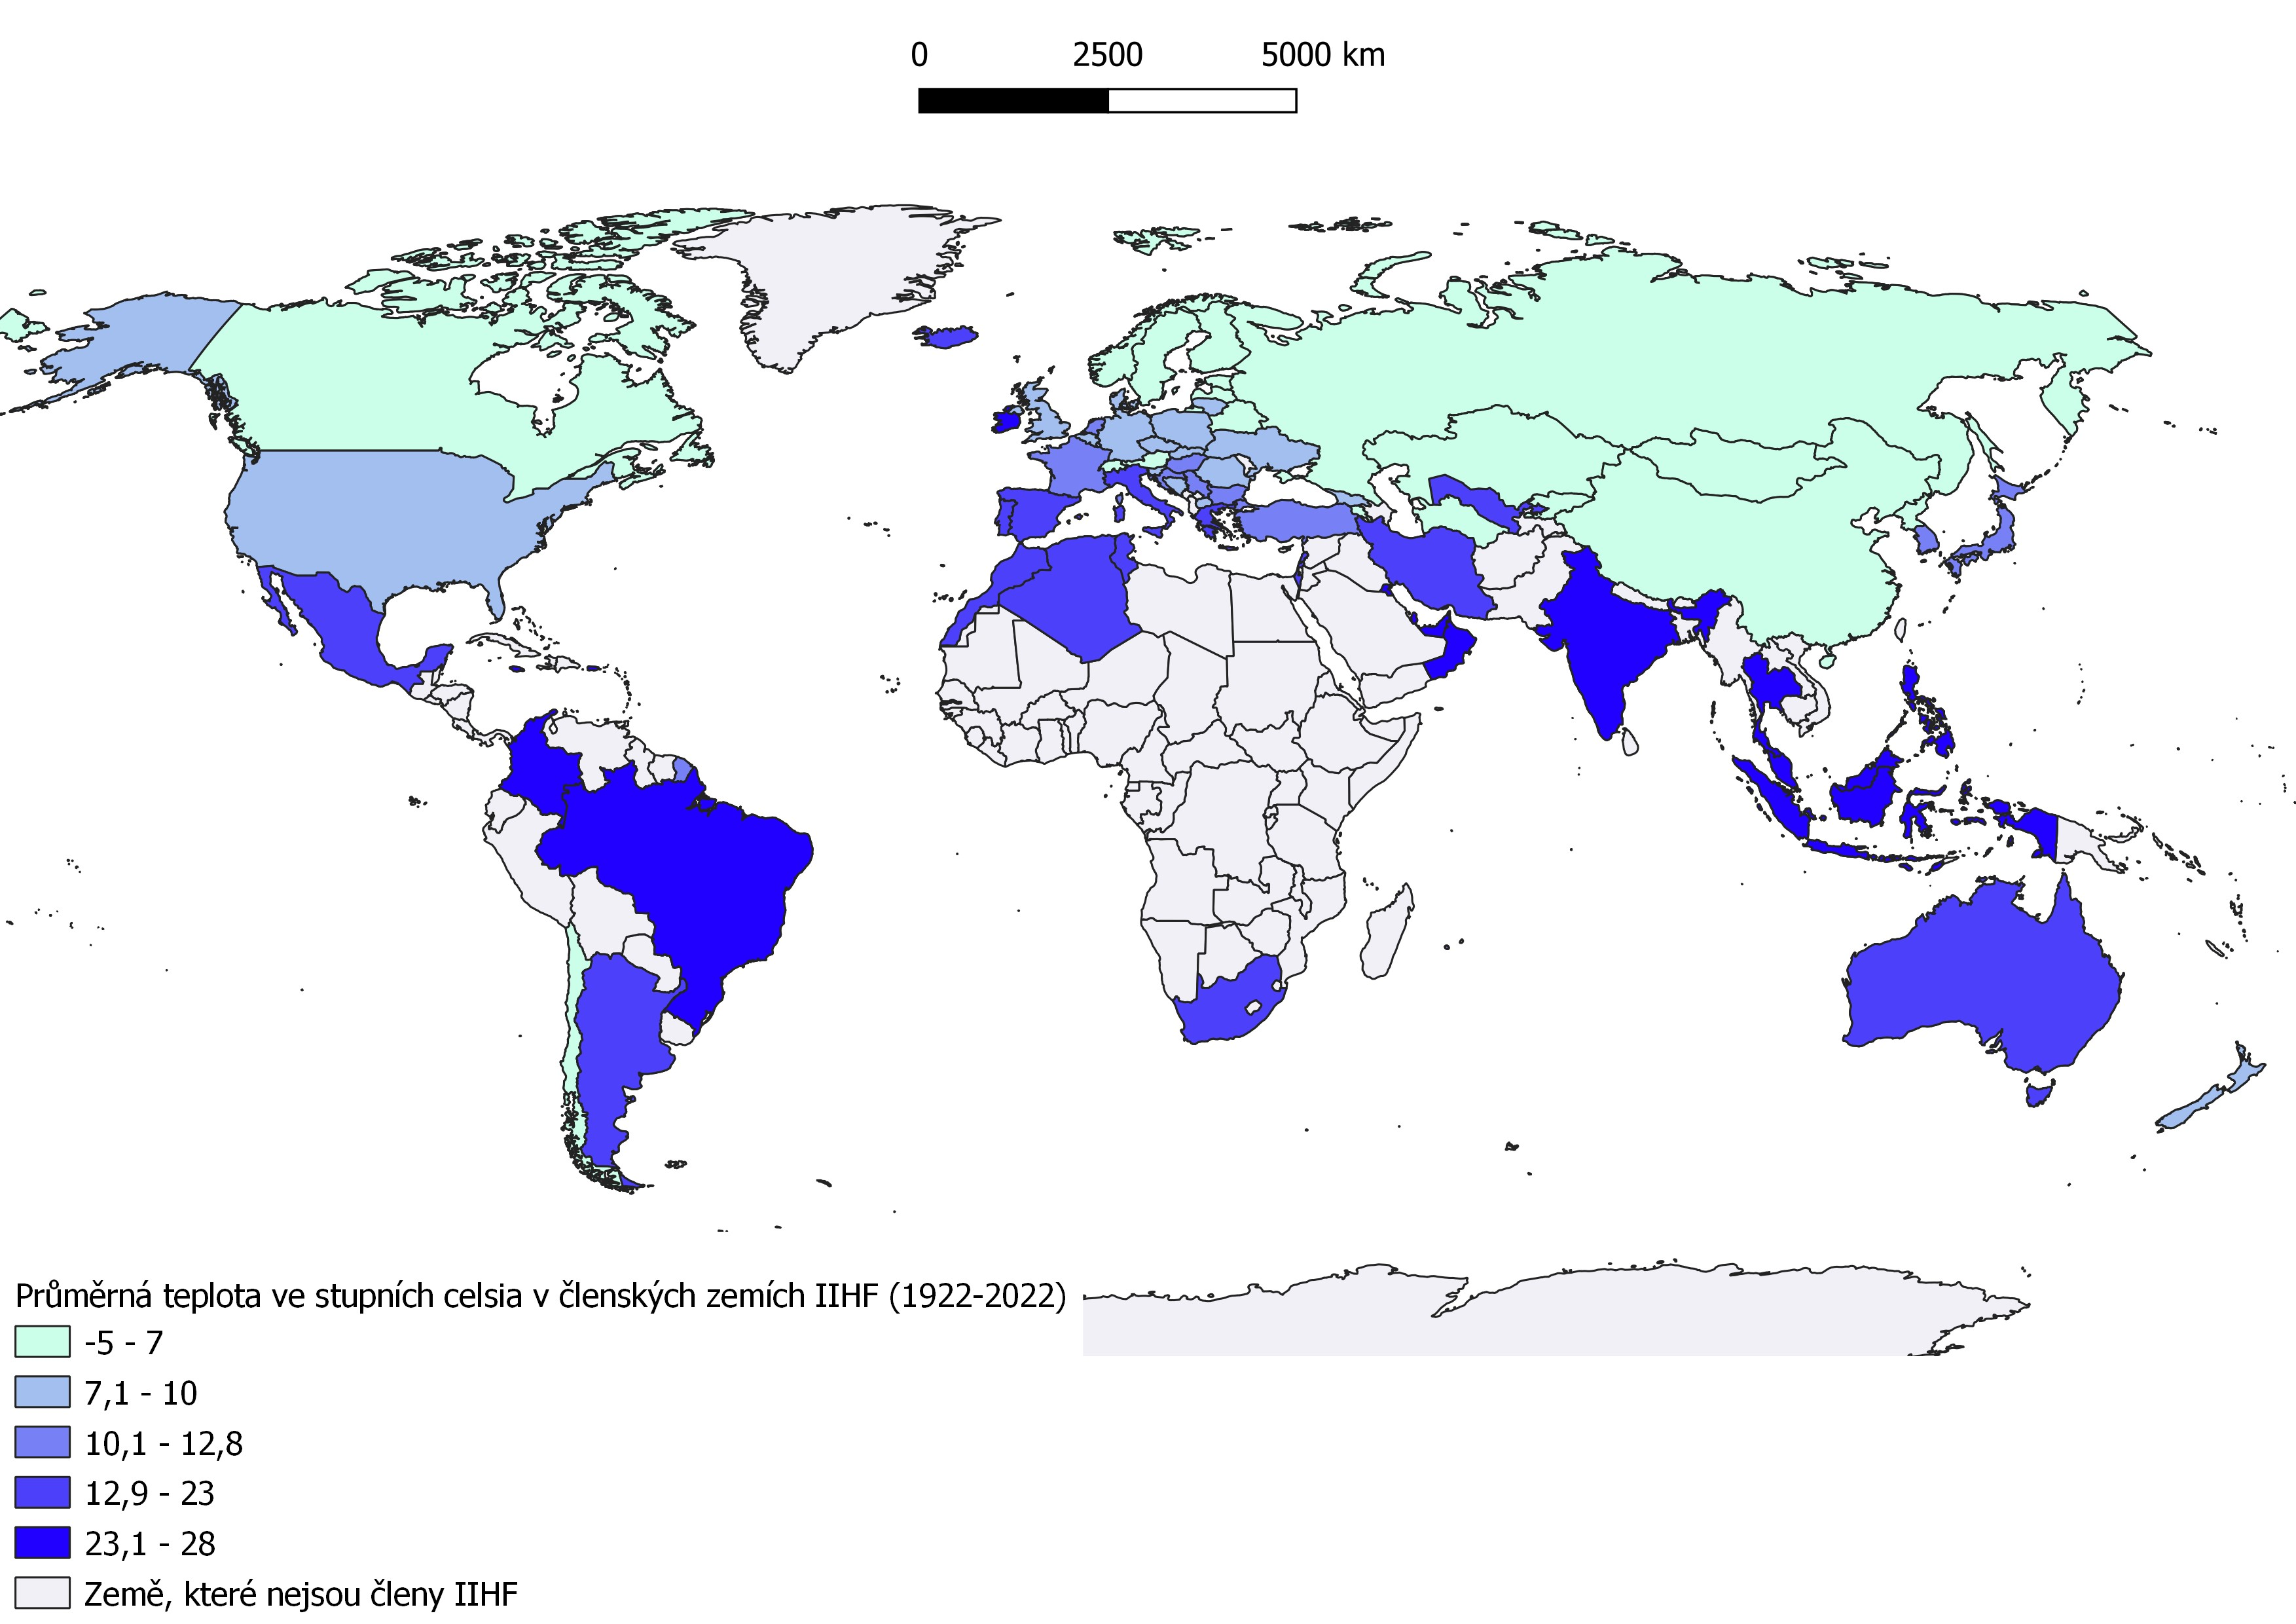 0 2500 5000 km
Průměrná teplota ve stupních celsia v členských zemích IIHF (1922-2022)
-5 - 7
7,1 - 10
10,1 - 12,8
12,9 - 23
23,1 - 28
Země, které nejsou členy IIHF